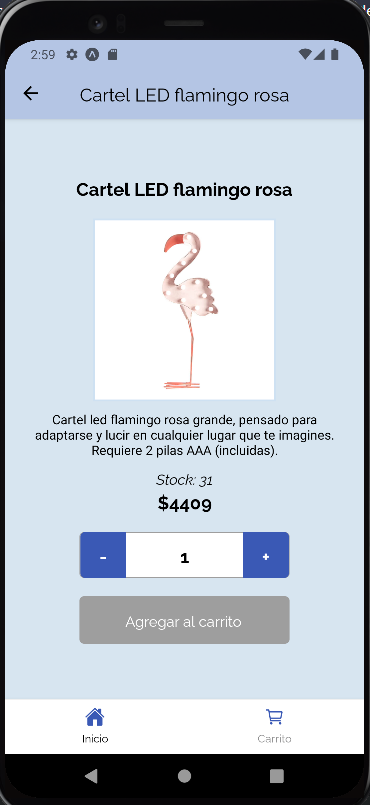 2:59
Cartel LED flamingo rosa
Cartel LED flamingo rosa
Cartel led flamingo rosa grande, pensado para
adaptarse y lucir en cualquier lugar que te imagines.
Requiere 2 pilas AAA (incluidas).
Stock: 31
$4409
- 1 +
Agregar al carrito
Inicio Carrito